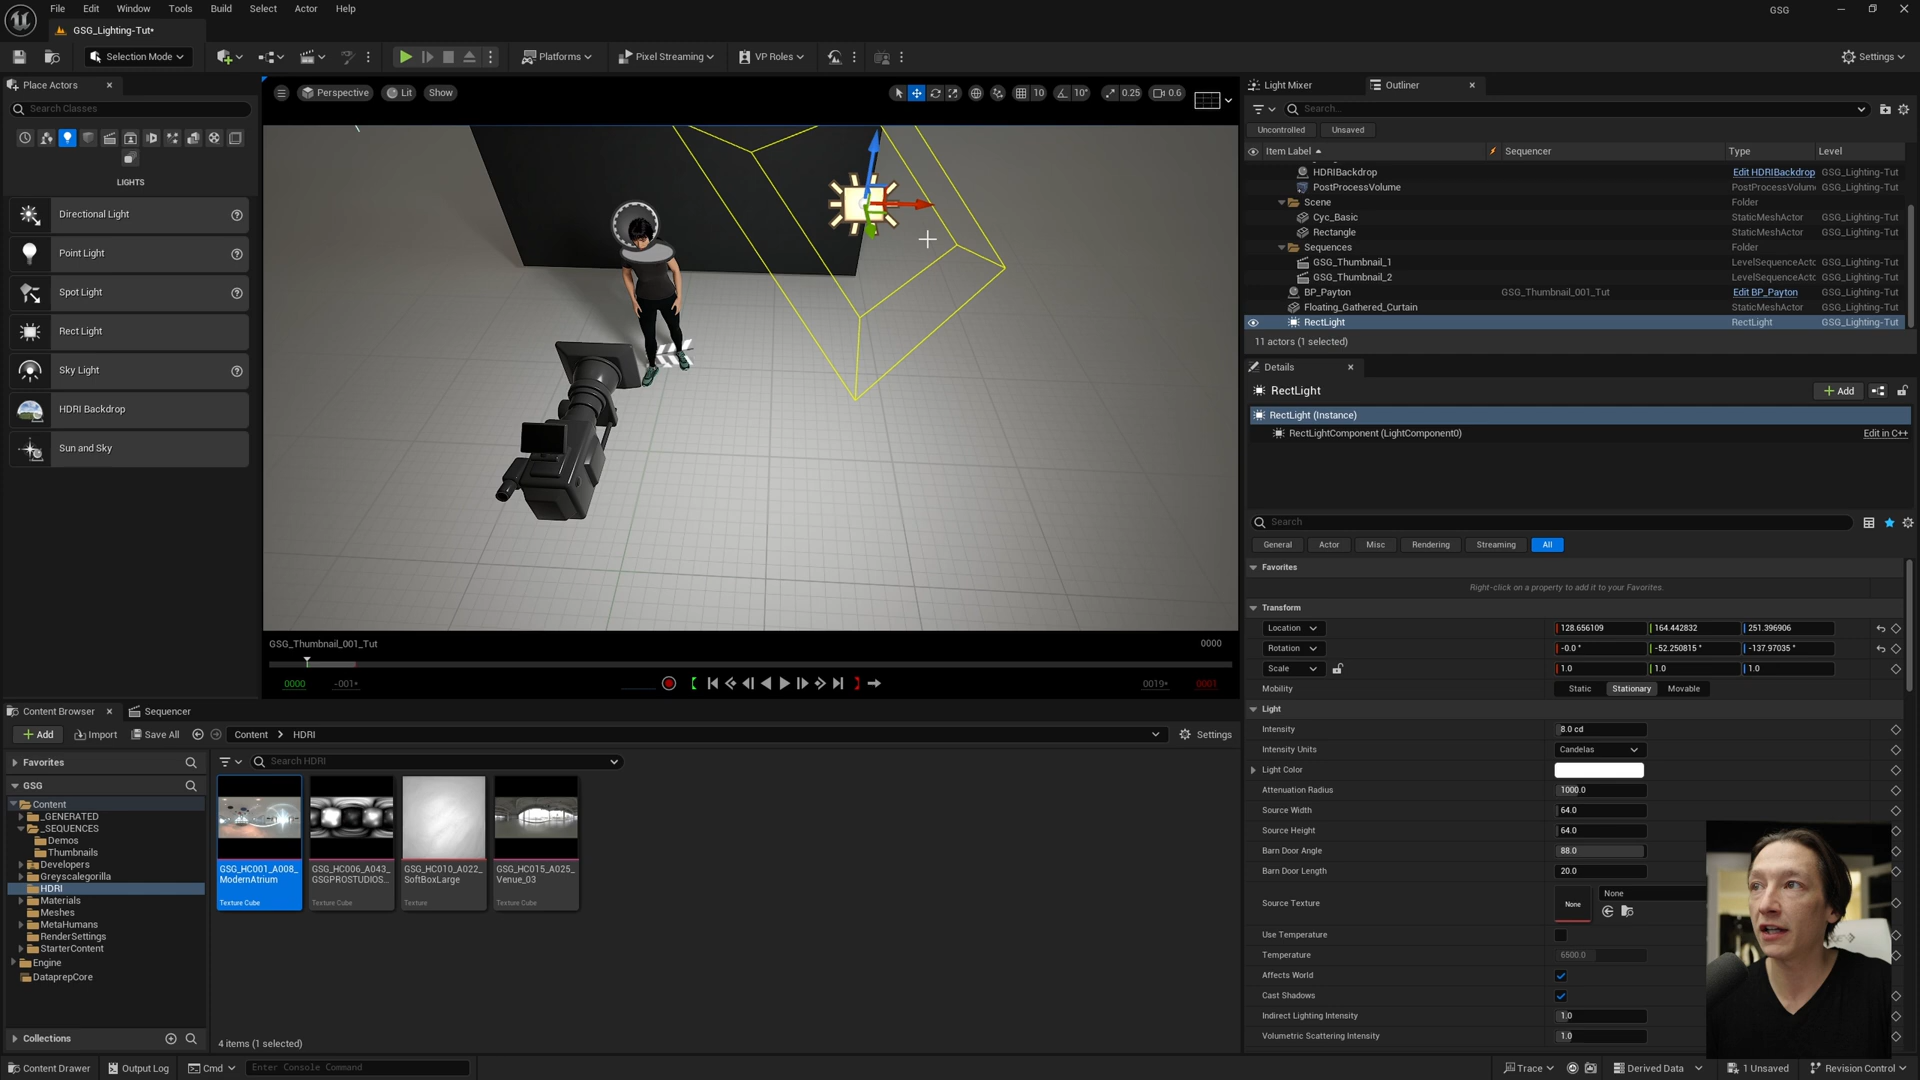 File Edit Window Tools Build Select Actor Help
GSG
GSG_Lighting-Tut•
Selection Mode
Platforms
Pixel Streaming
VP Roles
Settings
Place Actors
Search Classes
LIGHTS
Directional Light
Point Light
Spot Light
Rect Light
Sky Light
HDRI Backdrop
Sun and Sky
Perspective Lit Show
10 10° 0.25 0.6
GSG_Thumbnail_001_Tut 0000
0000 -001+ 0019+ 0001
Light Mixer Outliner
Search...
Uncontrolled Unsaved
Item Label Sequencer Type Level
HDRIBackdrop Edit HDRIBackdrop GSG_Lighting-Tut
PostProcessVolume PostProcessVolum GSG_Lighting-Tut
Scene Folder
Cyc_Basic StaticMeshActor GSG_Lighting-Tut
Rectangle StaticMeshActor GSG_Lighting-Tut
Sequences Folder
GSG_Thumbnail_1 LevelSequenceActo GSG_Lighting-Tut
GSG_Thumbnail_2 LevelSequenceActo GSG_Lighting-Tut
BP_Payton GSG_Thumbnail_001_Tut Edit BP_Payton GSG_Lighting-Tut
Floating_Gathered_Curtain StaticMeshActor GSG_Lighting-Tut
RectLight RectLight GSG_Lighting-Tut
11 actors (1 selected)
Details
RectLight
Add
RectLight (Instance)
RectLightComponent (LightComponent0) Edit in C++
Search
General Actor Misc Rendering Streaming All
Favorites
Right-click on a property to add it to your Favorites.
Transform
Location 128.656109 164.442832 251.396906
Rotation -0.0 ° -52.250815 ° -137.97035 °
Scale 1.0 1.0 1.0
Mobility Static Stationary Movable
Light
Intensity 8.0 cd
Intensity Units Candelas
Light Color
Attenuation Radius 1000.0
Source Width 64.0
Source Height 64.0
Barn Door Angle 88.0
Barn Door Length 20.0
Source Texture None None
Use Temperature
Temperature 6500.0
Affects World
Cast Shadows
Indirect Lighting Intensity 1.0
Volumetric Scattering Intensity 1.0
Content Browser Sequencer
Add Import Save All Content HDRI Settings
Favorites
GSG
Content
_GENERATED
_SEQUENCES
Demos
Thumbnails
Developers
Greyscalegorilla
HDRI
Materials
Meshes
MetaHumans
RenderSettings
StarterContent
Engine
DataprepCore
Collections
Search HDRI
GSG_HC001_A008_ModernAtrium
Texture Cube
GSG_HC006_A043_GSGPROSTUDIOS...
Texture Cube
GSG_HC010_A022_SoftBoxLarge
Texture
GSG_HC015_A025_Venue_03
Texture Cube
4 items (1 selected)
Content Drawer Output Log Cmd Enter Console Command
Trace Derived Data 1 Unsaved Revision Control